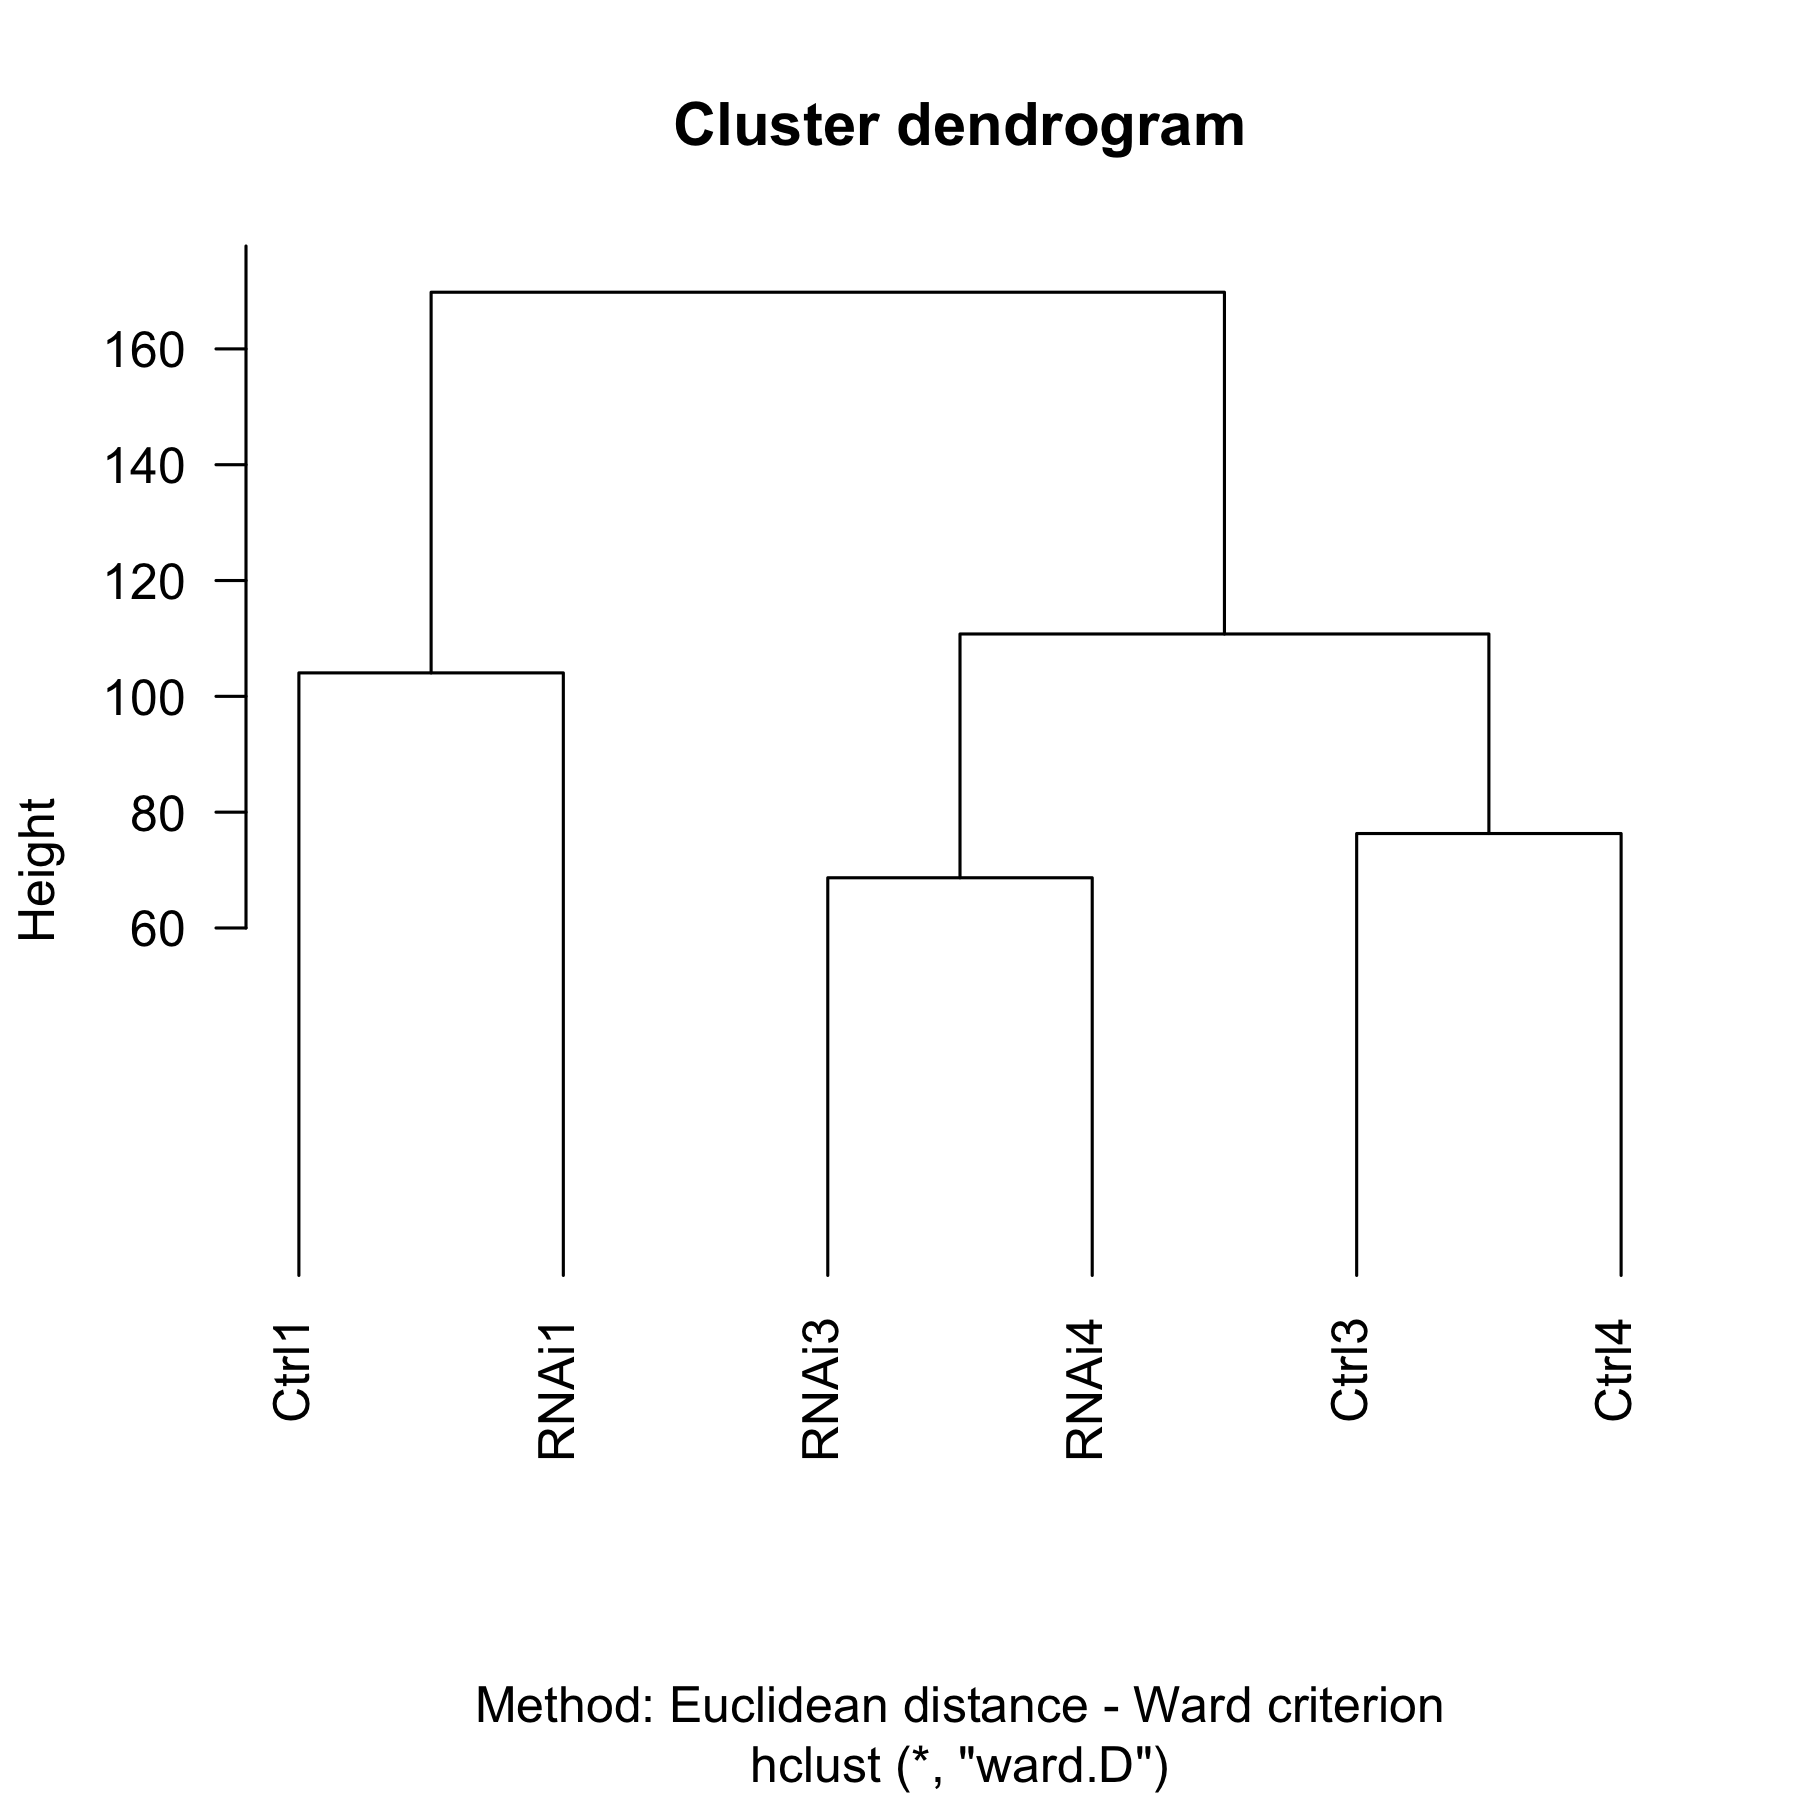 Cluster dendrogram
160
140
120
100
80
60
Height
Ctrl1
RNAi1
RNAi3
RNAi4
Ctrl3
Ctrl4
Method: Euclidean distance - Ward criterion
hclust (*, "ward.D")